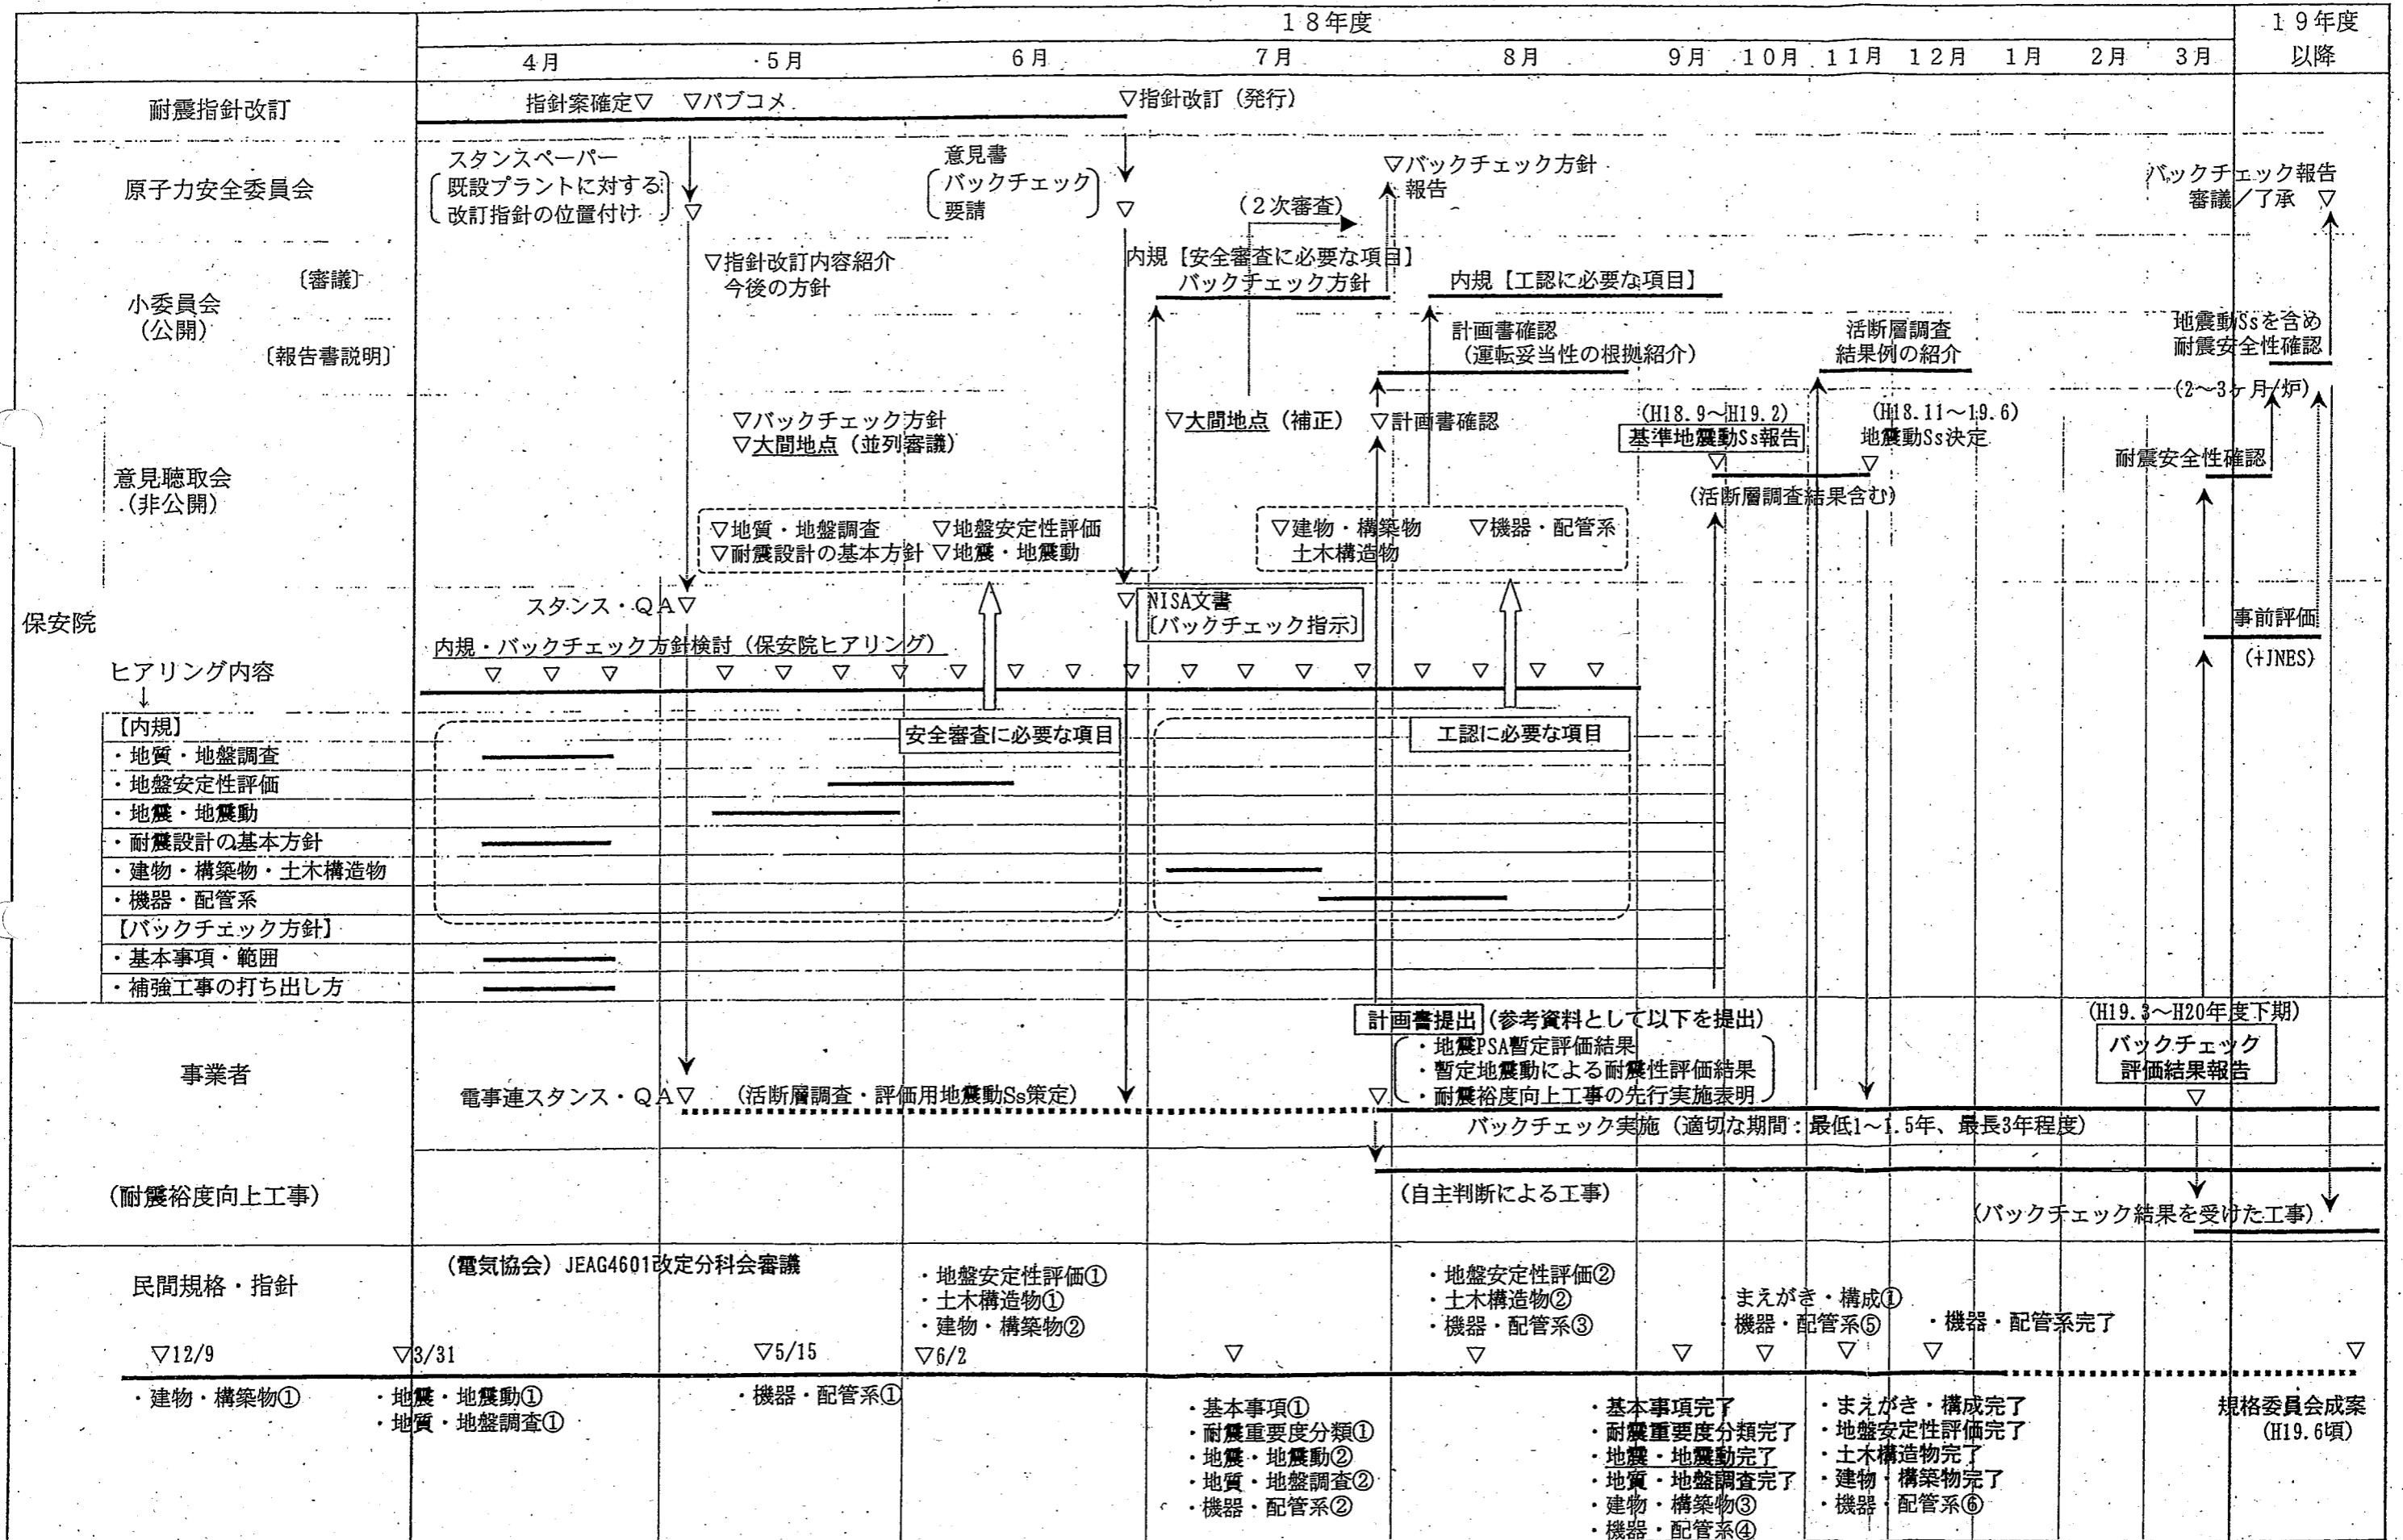 18年度
19年度
以降
4月 5月 6月 7月 8月 9月 10月 11月 12月 1月 2月 3月
耐震指針改訂
指針案確定▽ ▽パブコメ
▽指針改訂（発行）
原子力安全委員会
スタンスペーパー
既設プラントに対する
改訂指針の位置付け
▽
意見書
バックチェック
要請
▽
（２次審査）
▽バックチェック方針
報告
バックチェック報告
審議／了承 ▽
小委員会
（公開）
〔審議〕
〔報告書説明〕
▽指針改訂内容紹介
今後の方針
内規【安全審査に必要な項目】
バックチェック方針
内規【工認に必要な項目】
計画書確認
（運転妥当性の根拠紹介）
活断層調査
結果例の紹介
地震動Ssを含め
耐震安全性確認
(2～3ヶ月/炉)
意見聴取会
（非公開）
▽バックチェック方針
▽大間地点（並列審議）
▽大間地点（補正）
▽計画書確認
(H18.9～H19.2)
基準地震動Ss報告
▽
(H18.11～19.6)
地震動Ss決定
▽
（活断層調査結果含む）
耐震安全性確認
▽地質・地盤調査 ▽地盤安定性評価
▽耐震設計の基本方針 ▽地震・地震動
▽建物・構築物 ▽機器・配管系
土木構造物
保安院
スタンス・ＱＡ▽
▽
NISA文書
〔バックチェック指示〕
事前評価
(+JNES)
内規・バックチェック方針検討（保安院ヒアリング）
▽ ▽ ▽ ▽ ▽ ▽ ▽ ▽ ▽ ▽ ▽ ▽ ▽ ▽ ▽ ▽ ▽ ▽ ▽
ヒアリング内容
↓
【内規】
安全審査に必要な項目
工認に必要な項目
・地質・地盤調査
・地盤安定性評価
・地震・地震動
・耐震設計の基本方針
・建物・構築物・土木構造物
・機器・配管系
【バックチェック方針】
・基本事項・範囲
・補強工事の打ち出し方
事業者
電事連スタンス・ＱＡ▽
（活断層調査・評価用地震動Ss策定）
計画書提出（参考資料として以下を提出）
・地震PSA暫定評価結果
・暫定地震動による耐震性評価結果
・耐震裕度向上工事の先行実施表明
▽
(H19.3～H20年度下期)
バックチェック
評価結果報告
▽
バックチェック実施（適切な期間：最低1～1.5年、最長3年程度）
（耐震裕度向上工事）
（自主判断による工事）
（バックチェック結果を受けた工事）
民間規格・指針
（電気協会）JEAG4601改定分科会審議
・地盤安定性評価①
・土木構造物①
・建物・構築物②
・地盤安定性評価②
・土木構造物②
・機器・配管系③
まえがき・構成①
機器・配管系⑤
・機器・配管系完了
▽12/9 ▽3/31 ▽5/15 ▽6/2 ▽ ▽ ▽ ▽ ▽ ▽ ▽
・建物・構築物①
・地震・地震動①
・地質・地盤調査①
・機器・配管系①
・基本事項①
・耐震重要度分類①
・地震・地震動②
・地質・地盤調査②
・機器・配管系②
・基本事項完了
・耐震重要度分類完了
・地震・地震動完了
・地質・地盤調査完了
・建物・構築物③
・機器・配管系④
・まえがき・構成完了
・地盤安定性評価完了
・土木構造物完了
・建物・構築物完了
・機器・配管系⑥
規格委員会成案
(H19.6頃)